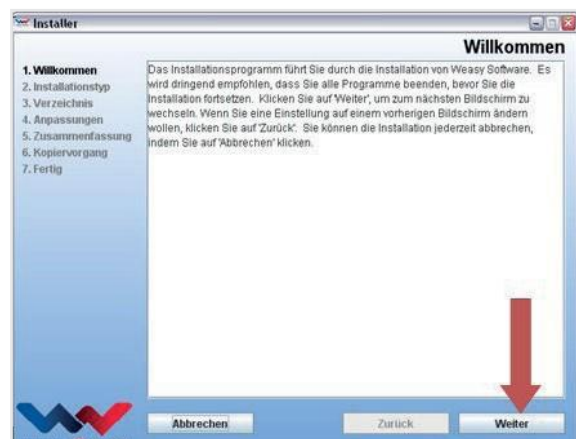 Installer
Willkommen
1. Willkommen
2. Installationstyp
3. Verzeichnis
4. Anpassungen
5. Zusammenfassung
6. Kopiervorgang
7. Fertig
Das Installationsprogramm führt Sie durch die Installation von Weasy Software. Es
wird dringend empfohlen, dass Sie alle Programme beenden, bevor Sie die
Installation fortsetzen. Klicken Sie auf 'Weiter', um zum nächsten Bildschirm zu
wechseln. Wenn Sie eine Einstellung auf einem vorherigen Bildschirm ändern
wollen, klicken Sie auf 'Zurück'. Sie können die Installation jederzeit abbrechen,
indem Sie auf 'Abbrechen' klicken.
Abbrechen
Zurück
Weiter